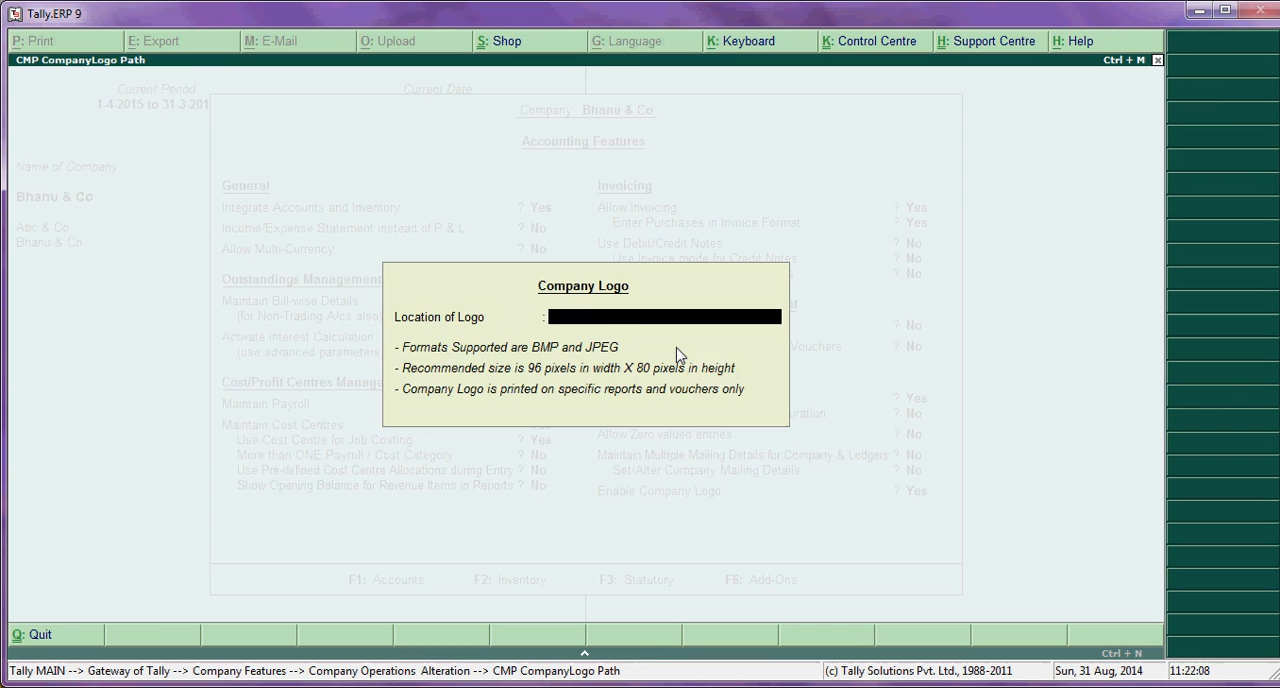 Tally.ERP 9
P: Print E: Export M: E-Mail O: Upload S: Shop G: Language K: Keyboard K: Control Centre H: Support Centre H: Help
CMP CompanyLogo Path Ctrl + M
Current Period Current Date
1-4-2015 to 31-3-201
Company: Bhanu & Co
Accounting Features
Name of Company
Bhanu & Co
Abc & Co
Bhanu & Co
General
Integrate Accounts and Inventory ? Yes
Income/Expense Statement instead of P & L ? No
Allow Multi-Currency ? No
Outstandings Management
Maintain Bill-wise Details
(for Non-Trading A/cs also)
Activate Interest Calculation
(use advanced parameters)
Cost/Profit Centres Manage
Maintain Payroll
Maintain Cost Centres
Use Cost Centre for Job Costing ? Yes
More than ONE Payroll / Cost Category ? No
Use Pre-defined Cost Centre Allocations during Entry ? No
Show Opening Balance for Revenue Items in Reports ? No
Invoicing
Allow Invoicing ? Yes
Enter Purchases in Invoice Format ? Yes
Use Debit/Credit Notes ? No
Use Invoice mode for Credit Notes ? No
? No
? No
Vouchers ? No
? Yes
? No
Allow Zero valued entries ? No
Maintain Multiple Mailing Details for Company & Ledgers ? No
Set/Alter Company Mailing Details ? No
Enable Company Logo ? Yes
Company Logo
Location of Logo :
- Formats Supported are BMP and JPEG
- Recommended size is 96 pixels in width X 80 pixels in height
- Company Logo is printed on specific reports and vouchers only
F1: Accounts F2: Inventory F3: Statutory F6: Add-Ons
Q: Quit
Ctrl + N
Tally MAIN --> Gateway of Tally --> Company Features --> Company Operations Alteration --> CMP CompanyLogo Path (c) Tally Solutions Pvt. Ltd., 1988-2011 Sun, 31 Aug, 2014 11:22:08